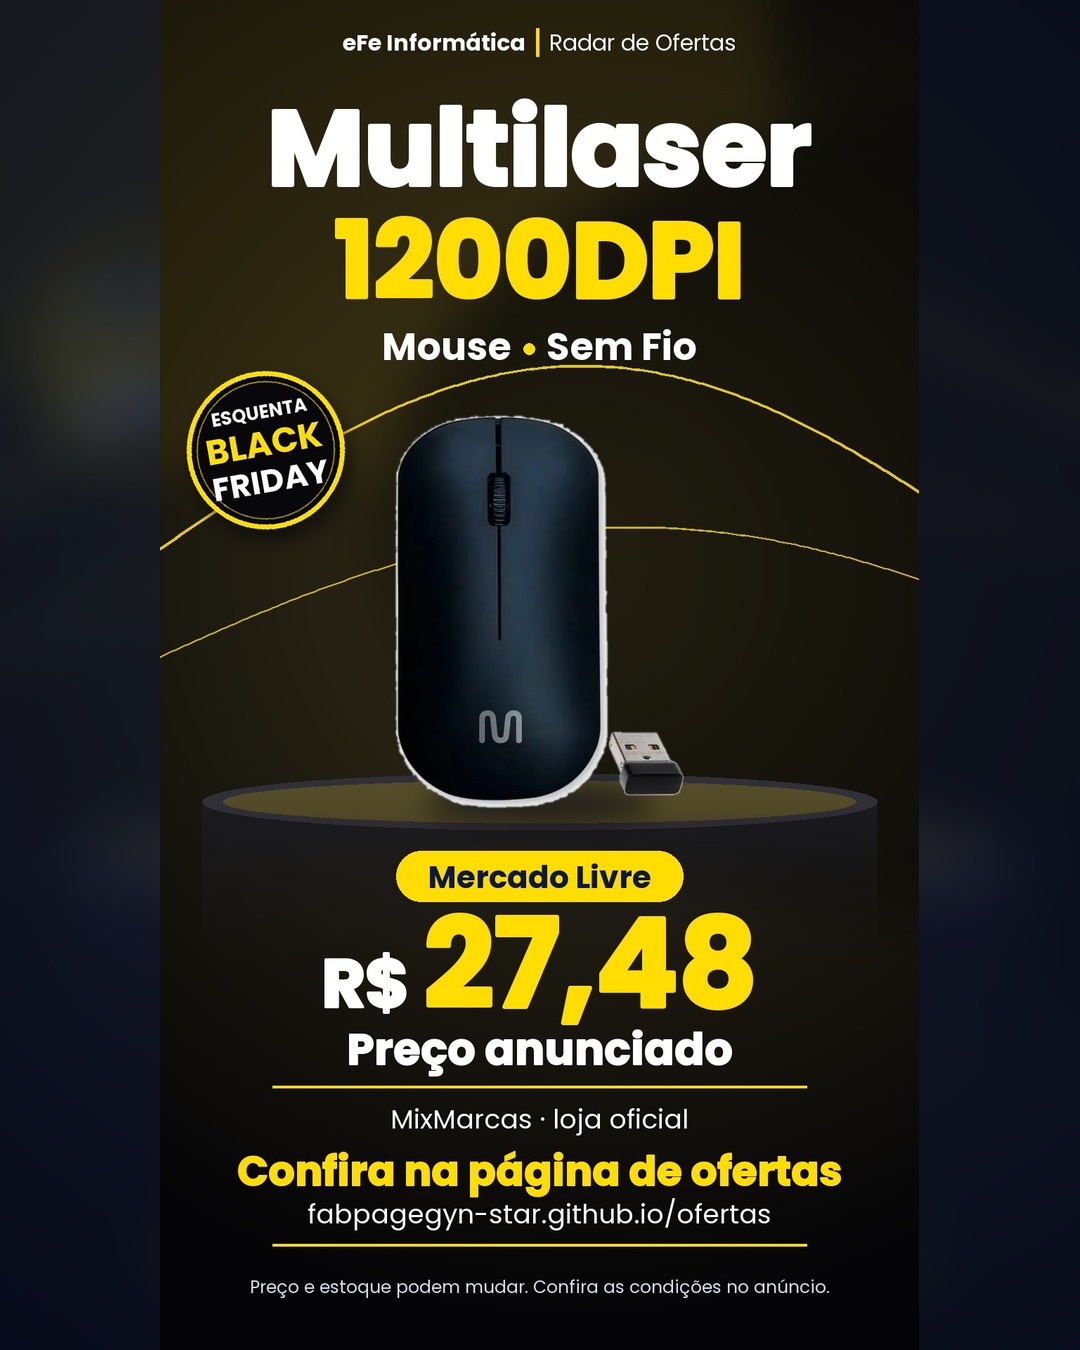 eFe Informática | Radar de Ofertas
Multilaser
1200DPI
Mouse • Sem Fio
ESQUENTA
BLACK
FRIDAY
Mercado Livre
R$ 27,48
Preço anunciado
MixMarcas · loja oficial
Confira na página de ofertas
fabpagegyn-star.github.io/ofertas
Preço e estoque podem mudar. Confira as condições no anúncio.